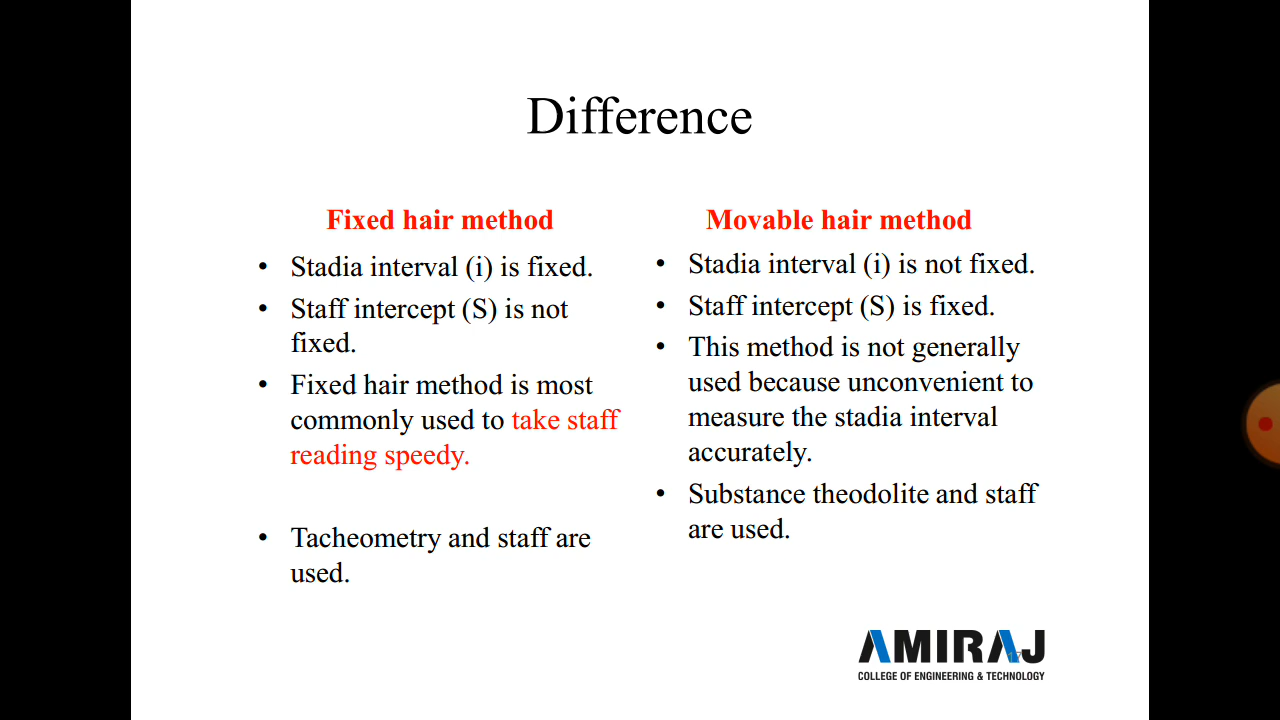 Difference
Fixed hair method
• Stadia interval (i) is fixed.
• Staff intercept (S) is not
fixed.
• Fixed hair method is most
commonly used to take staff
reading speedy.
• Tacheometry and staff are
used.
Movable hair method
• Stadia interval (i) is not fixed.
• Staff intercept (S) is fixed.
• This method is not generally
used because unconvenient to
measure the stadia interval
accurately.
• Substance theodolite and staff
are used.
AMIRAJ
17
COLLEGE OF ENGINEERING & TECHNOLOGY